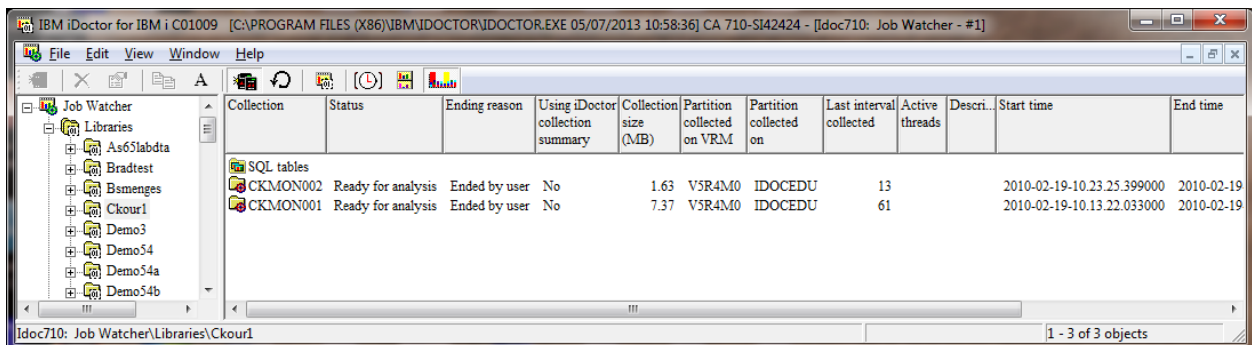 IBM iDoctor for IBM i C01009 [C:\PROGRAM FILES (X86)\IBM\IDOCTOR\IDOCTOR.EXE 05/07/2013 10:58:36] CA 710-SI42424 - [Idoc710: Job Watcher - #1]
File Edit View Window Help
A
Job Watcher
Libraries
As65labdta
Bradtest
Bsmenges
Ckour1
Demo3
Demo54
Demo54a
Demo54b
Collection Status Ending reason Using iDoctor collection summary Collection size (MB) Partition collected on VRM Partition collected on Last interval collected Active threads Descri... Start time End time
SQL tables
CKMON002 Ready for analysis Ended by user No 1.63 V5R4M0 IDOCEDU 13 2010-02-19-10.23.25.399000 2010-02-19
CKMON001 Ready for analysis Ended by user No 7.37 V5R4M0 IDOCEDU 61 2010-02-19-10.13.22.033000 2010-02-19
Idoc710: Job Watcher\Libraries\Ckour1 1 - 3 of 3 objects